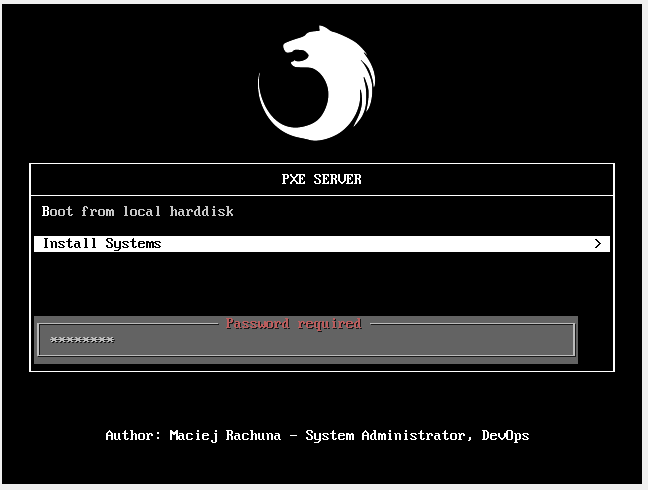 PXE SERVER
Boot from local harddisk
Install Systems >
Password required
********
Author: Maciej Rachuna - System Administrator, DevOps